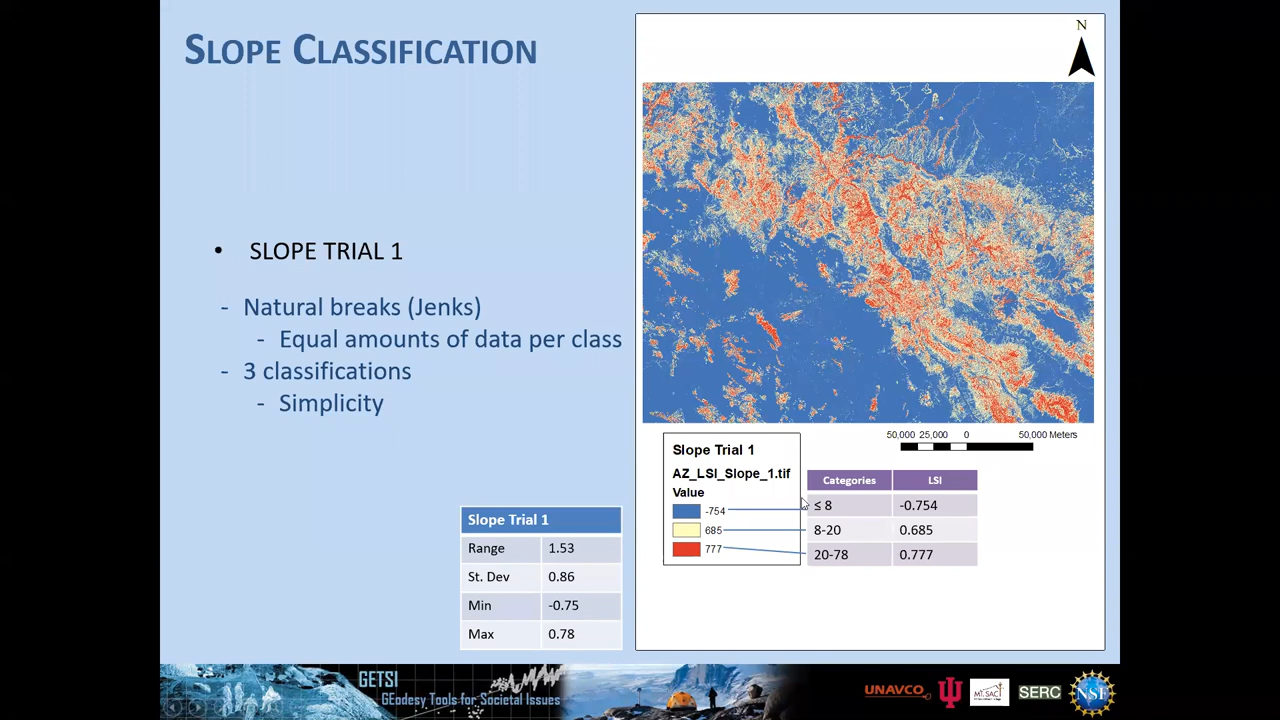 SLOPE CLASSIFICATION
• SLOPE TRIAL 1
- Natural breaks (Jenks)
- Equal amounts of data per class
- 3 classifications
- Simplicity
Slope Trial 1
Range 1.53
St. Dev 0.86
Min -0.75
Max 0.78
N
50,000 25,000 0 50,000 Meters
Slope Trial 1
AZ_LSI_Slope_1.tif
Value
-754
685
777
Categories LSI
≤ 8 -0.754
8-20 0.685
20-78 0.777
GETSI
GEodesy Tools for Societal Issues
UNAVCO
MT. SAC
SERC
NSF